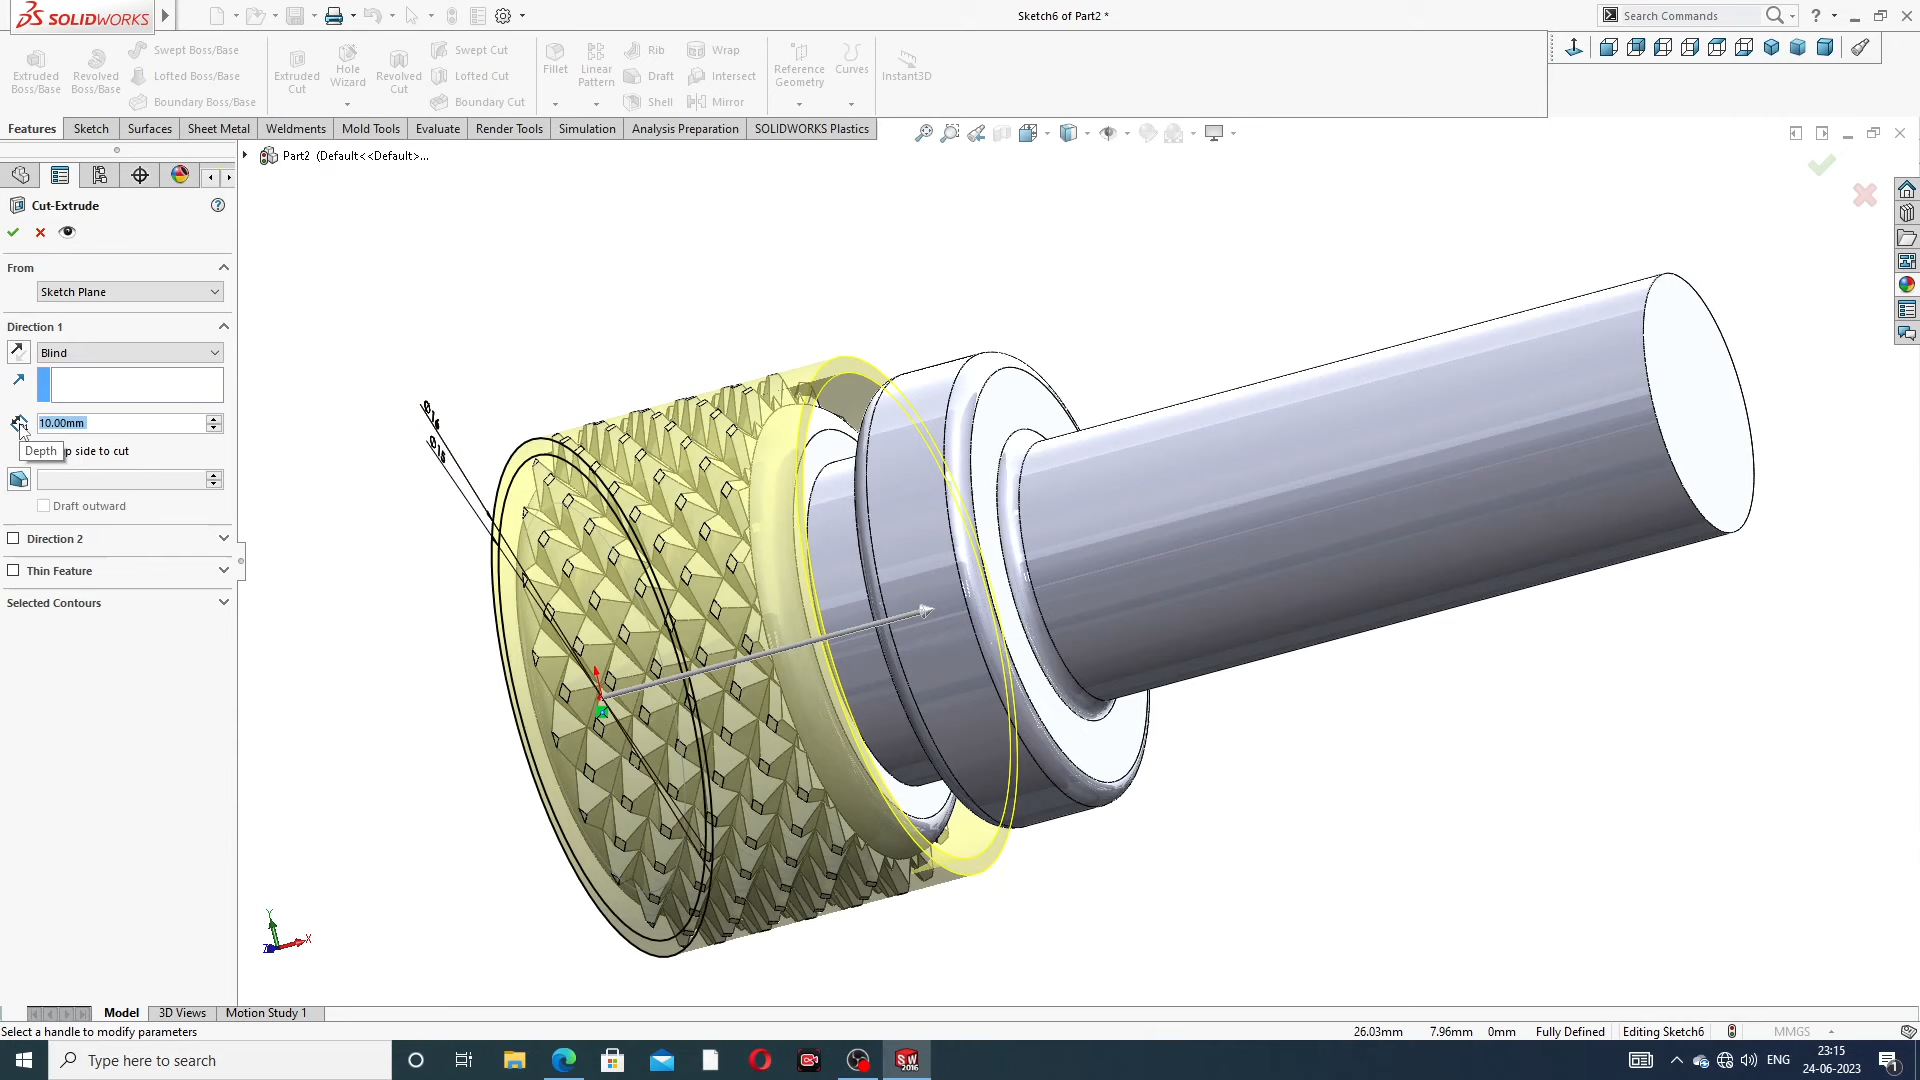 SOLIDWORKS
Sketch6 of Part2 *
Search Commands
Extruded Boss/Base
Revolved Boss/Base
Swept Boss/Base
Lofted Boss/Base
Boundary Boss/Base
Extruded Cut
Hole Wizard
Revolved Cut
Swept Cut
Lofted Cut
Boundary Cut
Fillet
Linear Pattern
Rib
Draft
Shell
Wrap
Intersect
Mirror
Reference Geometry
Curves
Instant3D
Features
Sketch
Surfaces
Sheet Metal
Weldments
Mold Tools
Evaluate
Render Tools
Simulation
Analysis Preparation
SOLIDWORKS Plastics
Part2 (Default<<Default>...
Cut-Extrude
From
Sketch Plane
Direction 1
Blind
10.00mm
Depth
p side to cut
Draft outward
Direction 2
Thin Feature
Selected Contours
Ø16
Ø15
Y
X
Z
Model
3D Views
Motion Study 1
Select a handle to modify parameters
26.03mm
7.96mm
0mm
Fully Defined
Editing Sketch6
MMGS
Type here to search
SW
2016
ENG
23:15
24-06-2023
1